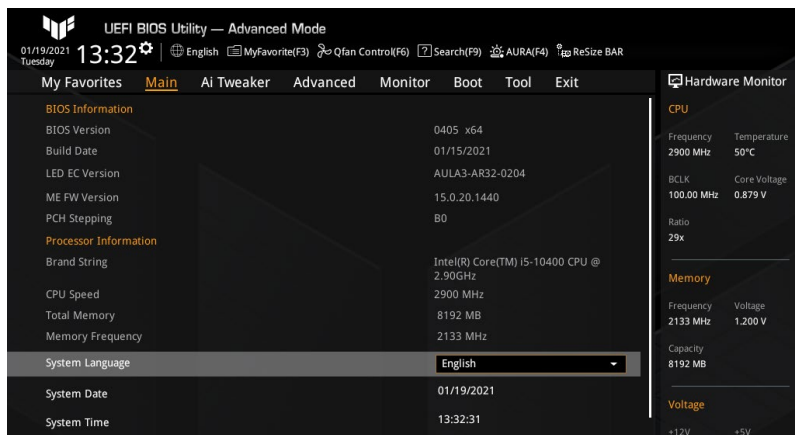 UEFI BIOS Utility — Advanced Mode
01/19/2021 Tuesday 13:32 English MyFavorite(F3) Qfan Control(F6) ? Search(F9) AURA(F4) ReSize BAR
My Favorites Main Ai Tweaker Advanced Monitor Boot Tool Exit
BIOS Information
BIOS Version 0405 x64
Build Date 01/15/2021
LED EC Version AULA3-AR32-0204
ME FW Version 15.0.20.1440
PCH Stepping B0
Processor Information
Brand String Intel(R) Core(TM) i5-10400 CPU @
2.90GHz
CPU Speed 2900 MHz
Total Memory 8192 MB
Memory Frequency 2133 MHz
System Language English
System Date 01/19/2021
System Time 13:32:31
Hardware Monitor
CPU
Frequency Temperature
2900 MHz 50°C
BCLK Core Voltage
100.00 MHz 0.879 V
Ratio
29x
Memory
Frequency Voltage
2133 MHz 1.200 V
Capacity
8192 MB
Voltage
+12V +5V